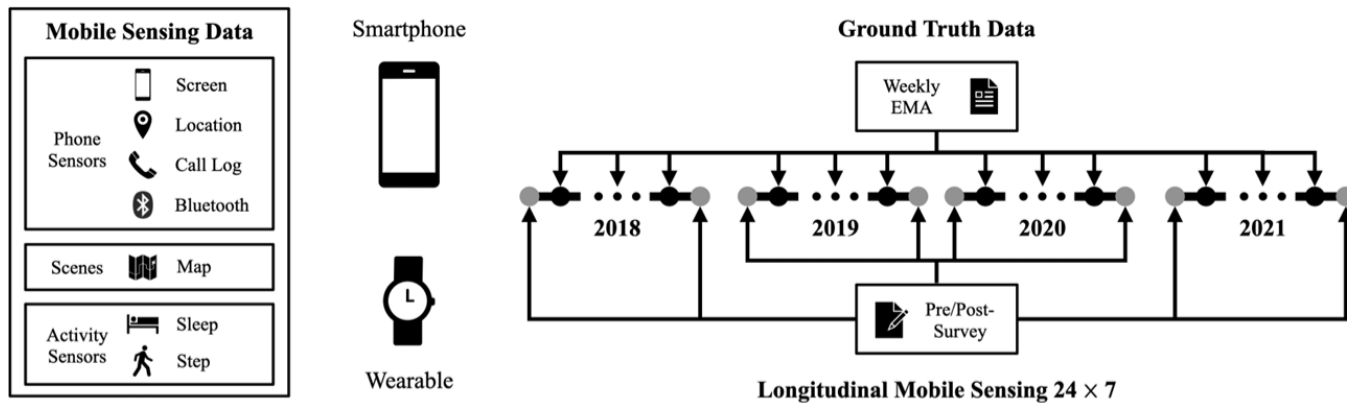 Mobile Sensing Data
Phone
Sensors
Screen
Location
Call Log
Bluetooth
Scenes
Map
Activity
Sensors
Sleep
Step
Smartphone
Wearable
Ground Truth Data
Weekly
EMA
2018
2019
2020
2021
Pre/Post-
Survey
Longitudinal Mobile Sensing 24 × 7